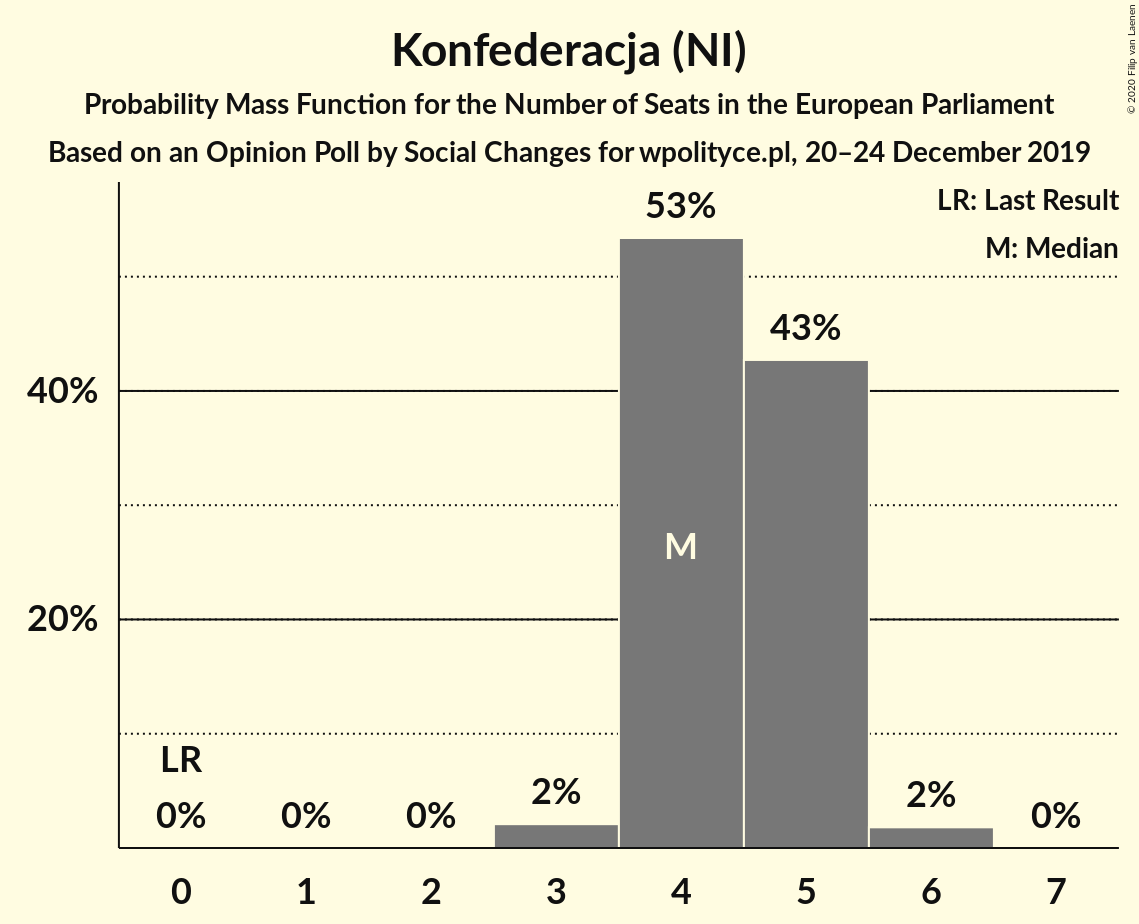 Konfederacja (NI)
Probability Mass Function for the Number of Seats in the European Parliament
Based on an Opinion Poll by Social Changes for wpolityce.pl, 20–24 December 2019
© 2020 Filip van Laenen
LR: Last Result
M: Median
53%
43%
40%
M
20%
LR
0% 0% 0% 2% 2% 0%
0 1 2 3 4 5 6 7